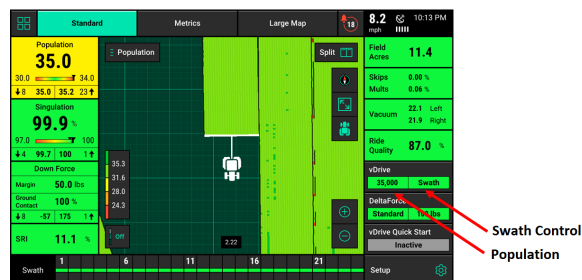 Standard
Metrics
Large Map
18
8.2
mph
10:13 PM
Population
35.0
30.0 34.0
8 35.0 35.2 23
Singulation
99.9 %
97.0 100
4 99.7 100 1
Down Force
Margin 50.0 lbs
Ground Contact 100 %
8 -57 175 1
SRI 11.1 %
Population
Split
35.3
31.6
28.0
24.3
Off
2.22
Field Acres 11.4
Skips 0.00 %
Mults 0.06 %
Vacuum 22.1 Left
21.9 Right
Ride Quality 87.0 %
vDrive
35,000 Swath
DeltaForce
Standard lbs
vDrive Quick Start
Inactive
Swath Control
Population
Swath
1 6 11 16 21
Setup